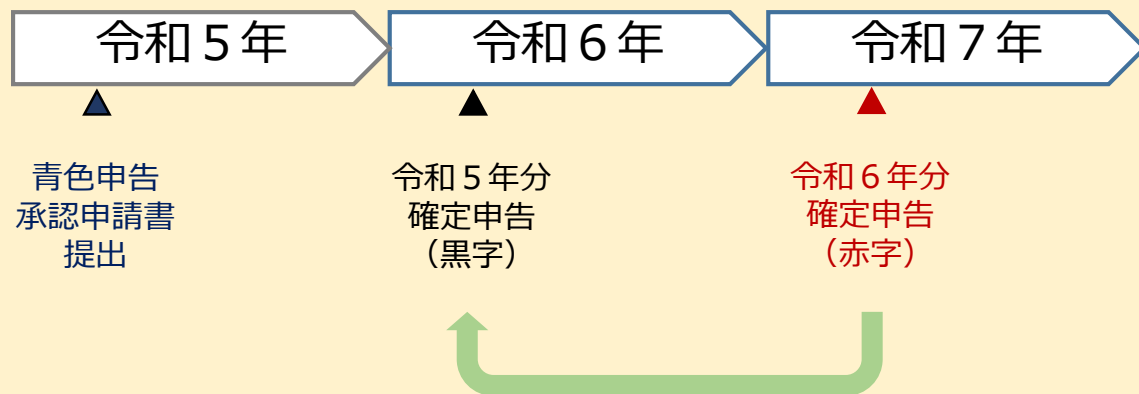 令和５年
令和６年
令和７年
青色申告
承認申請書
提出
令和５年分
確定申告
（黒字）
令和６年分
確定申告
（赤字）